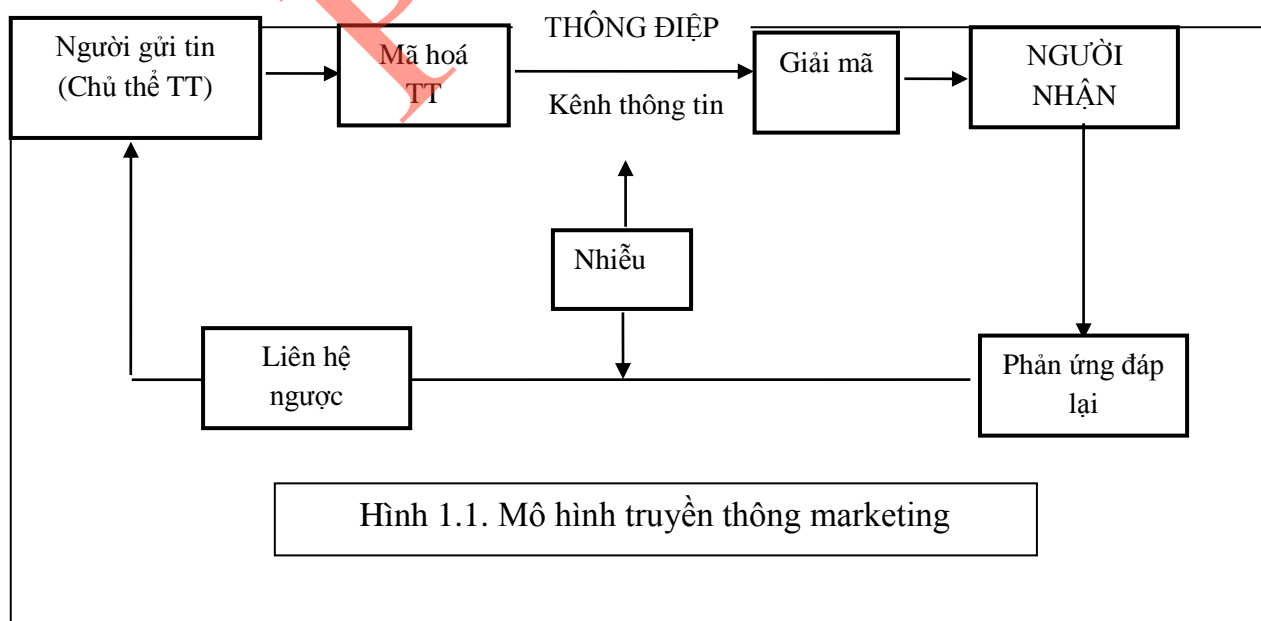 THÔNG ĐIỆP
Người gửi tin
(Chủ thể TT)
Mã hoá
TT
Kênh thông tin
Giải mã
NGƯỜI
NHẬN
Nhiễu
Liên hệ
ngược
Phản ứng đáp
lại
Hình 1.1. Mô hình truyền thông marketing